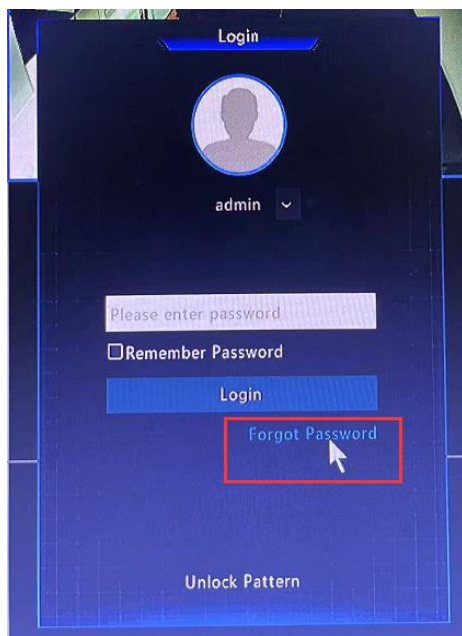 Login
admin
Please enter password
Remember Password
Login
Forgot Password
Unlock Pattern